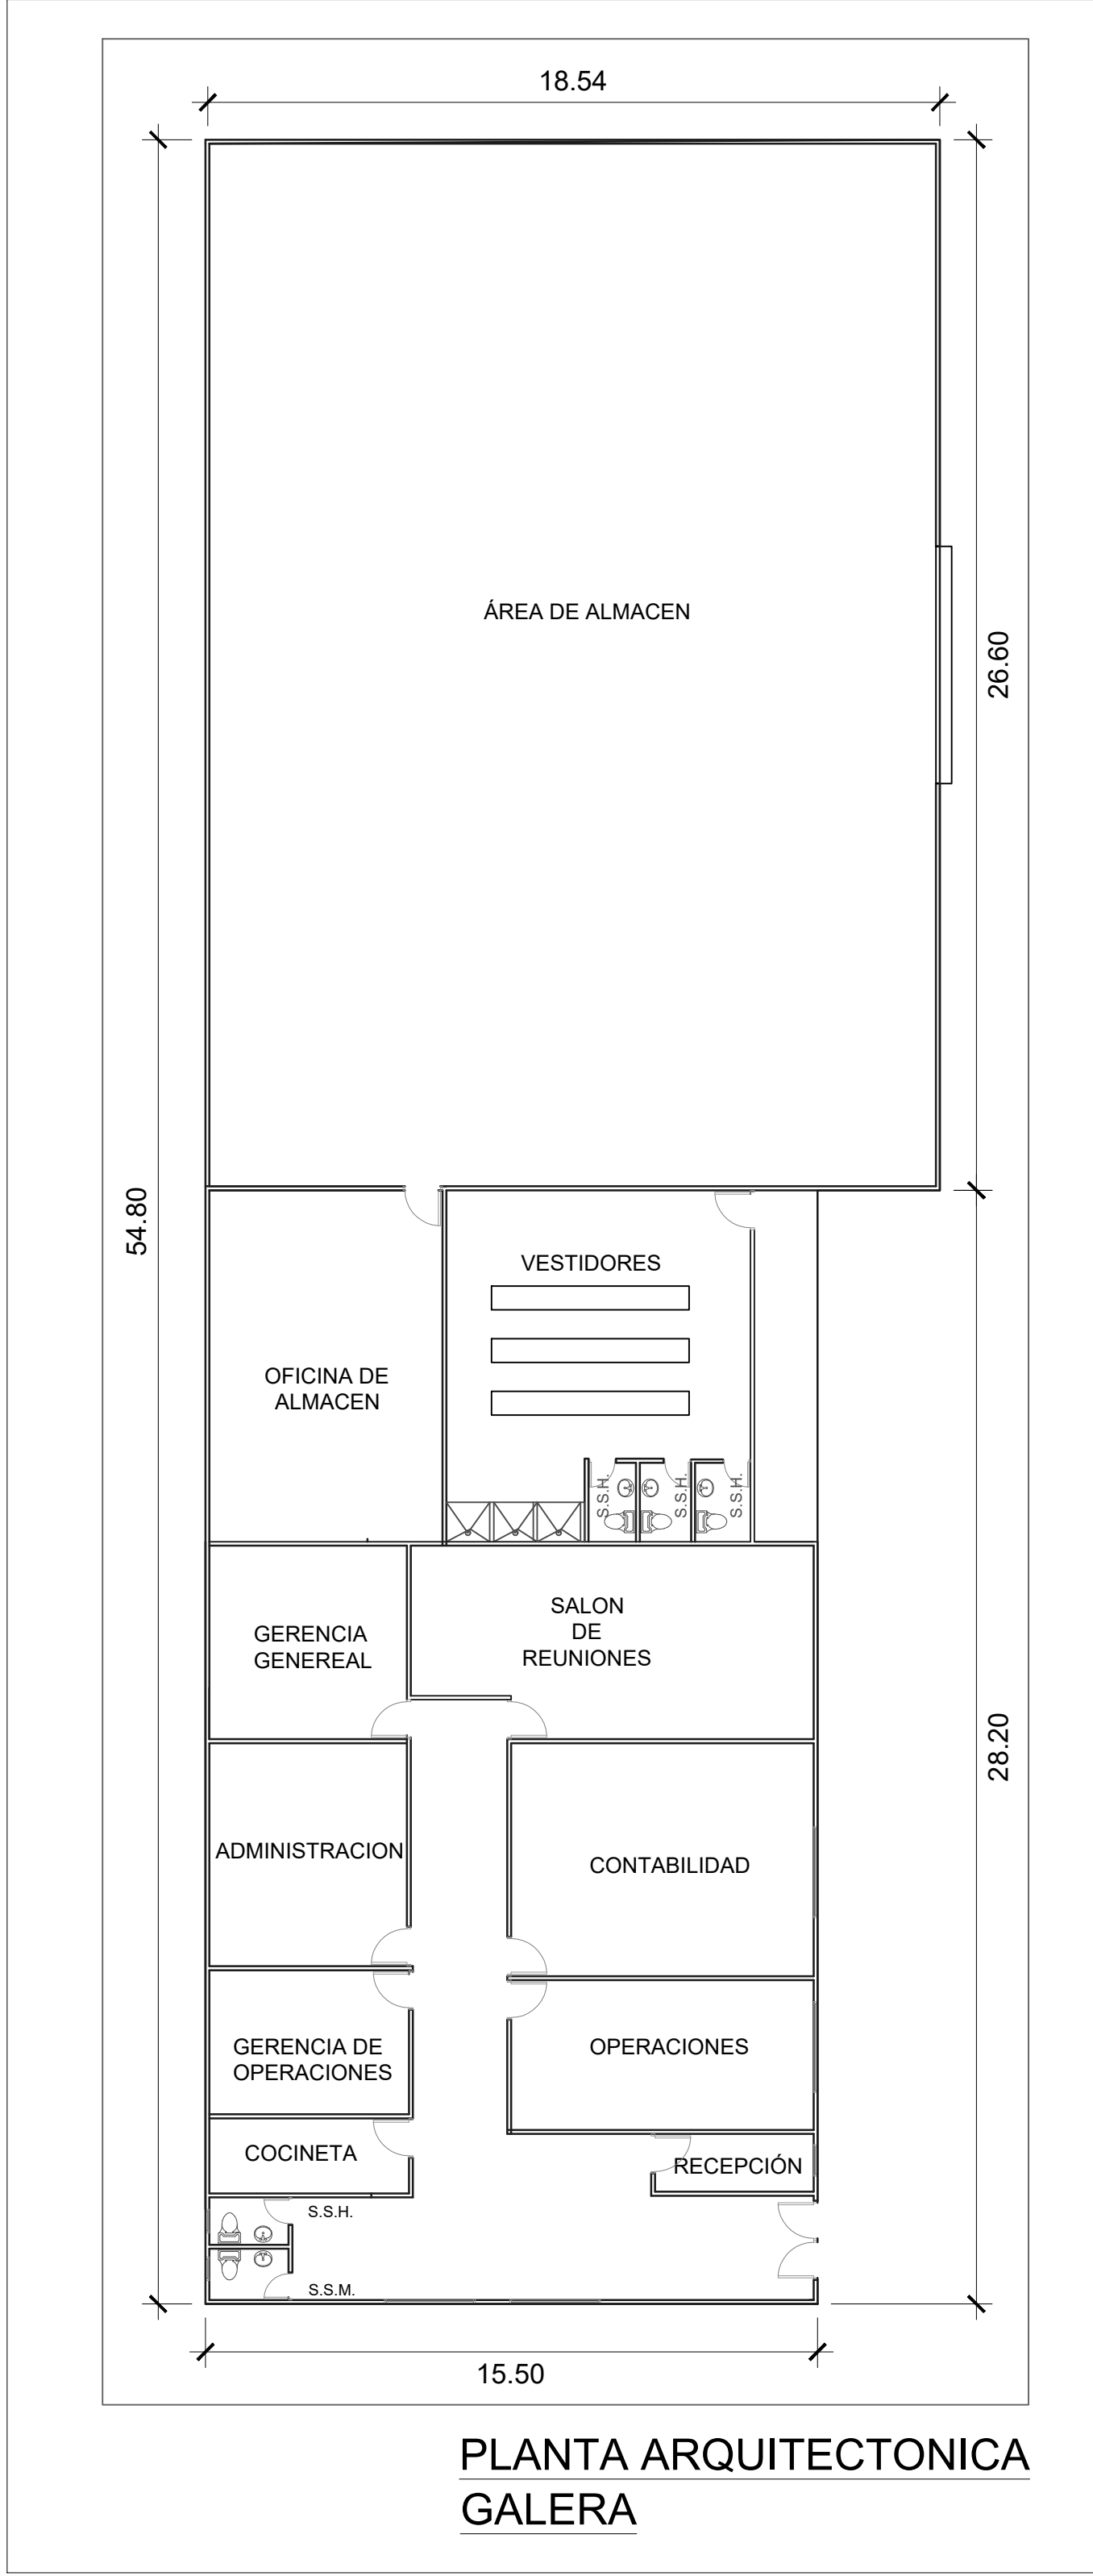 18.54
ÁREA DE ALMACEN
26.60
54.80
VESTIDORES
OFICINA DE
ALMACEN
S.S.H.
S.S.H.
S.S.H.
SALON
DE
REUNIONES
GERENCIA
GENEREAL
28.20
ADMINISTRACION
CONTABILIDAD
GERENCIA DE
OPERACIONES
OPERACIONES
COCINETA
RECEPCIÓN
S.S.H.
S.S.M.
15.50
PLANTA ARQUITECTONICA
GALERA